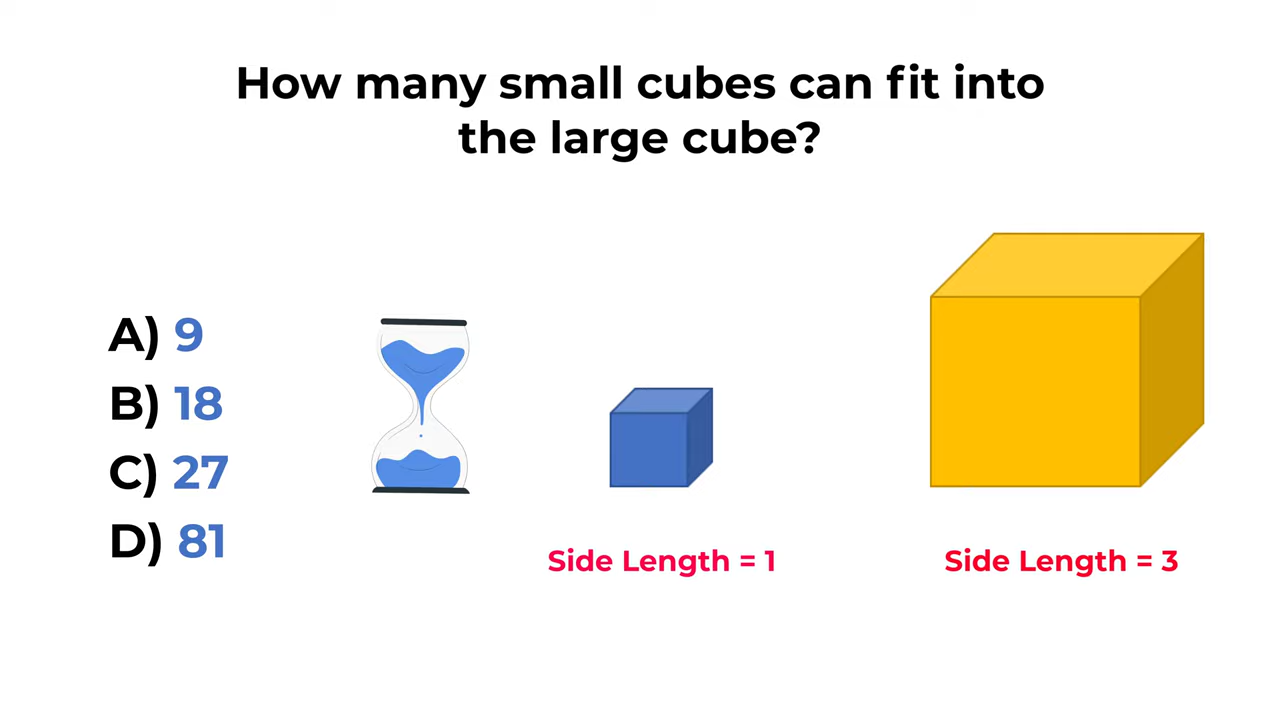 How many small cubes can fit into
the large cube?
A) 9
B) 18
C) 27
D) 81
Side Length = 1
Side Length = 3